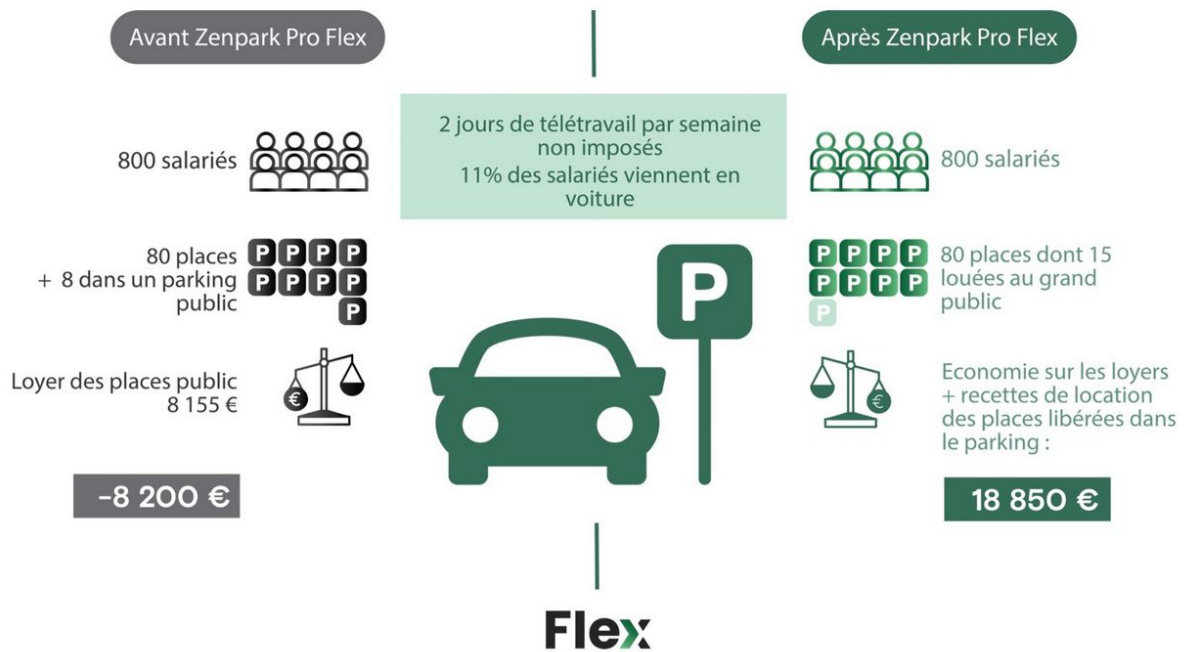 Avant Zenpark Pro Flex
800 salariés
80 places
+ 8 dans un parking
public
P P P P
P P P P
P
Loyer des places public
8 155 €
€
-8 200 €
2 jours de télétravail par semaine
non imposés
11% des salariés viennent en
voiture
P
Flex
Après Zenpark Pro Flex
800 salariés
P P P P
P P P P
P
80 places dont 15
louées au grand
public
€
Economie sur les loyers
+ recettes de location
des places libérées dans
le parking :
18 850 €